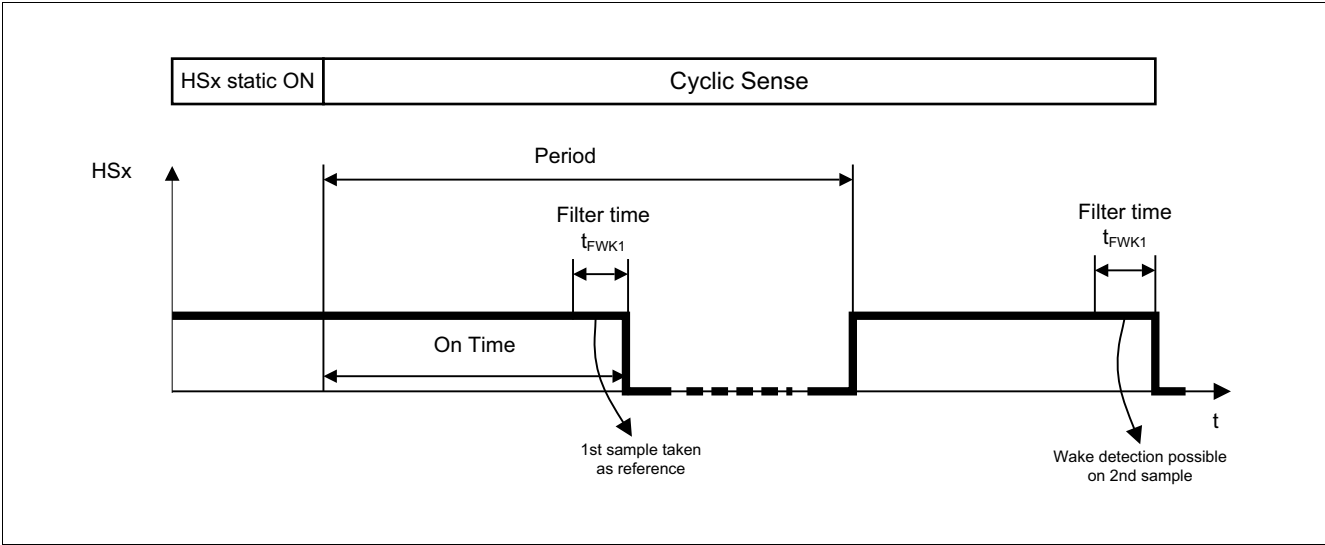 HSx static ON
Cyclic Sense
HSx
Period
Filter time
tFWK1
Filter time
tFWK1
On Time
t
1st sample taken
as reference
Wake detection possible
on 2nd sample